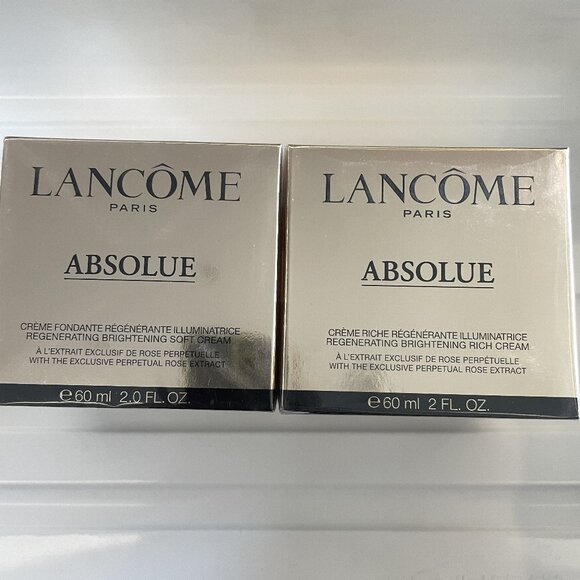 LANCÔME
PARIS
ABSOLUE
CRÈME FONDANTE RÉGÉNÉRANTE ILLUMINATRICE
REGENERATING BRIGHTENING SOFT CREAM
À L'EXTRAIT EXCLUSIF DE ROSE PERPÉTUELLE
WITH THE EXCLUSIVE PERPETUAL ROSE EXTRACT
℮60 ml 2.0 FL. OZ.
LANCÔME
PARIS
ABSOLUE
CRÈME RICHE RÉGÉNÉRANTE ILLUMINATRICE
REGENERATING BRIGHTENING RICH CREAM
À L'EXTRAIT EXCLUSIF DE ROSE PERPÉTUELLE
WITH THE EXCLUSIVE PERPETUAL ROSE EXTRACT
℮60 ml 2 FL. OZ.